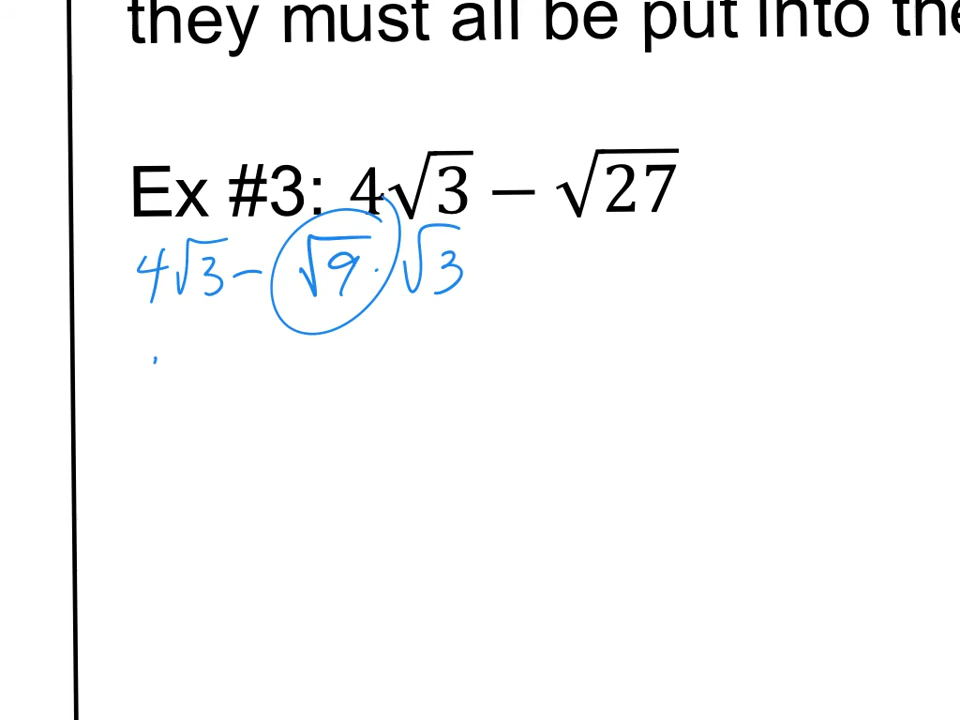 they must all be put into the
Ex #3: 4√3 − √27
4√3 − √9 · √3